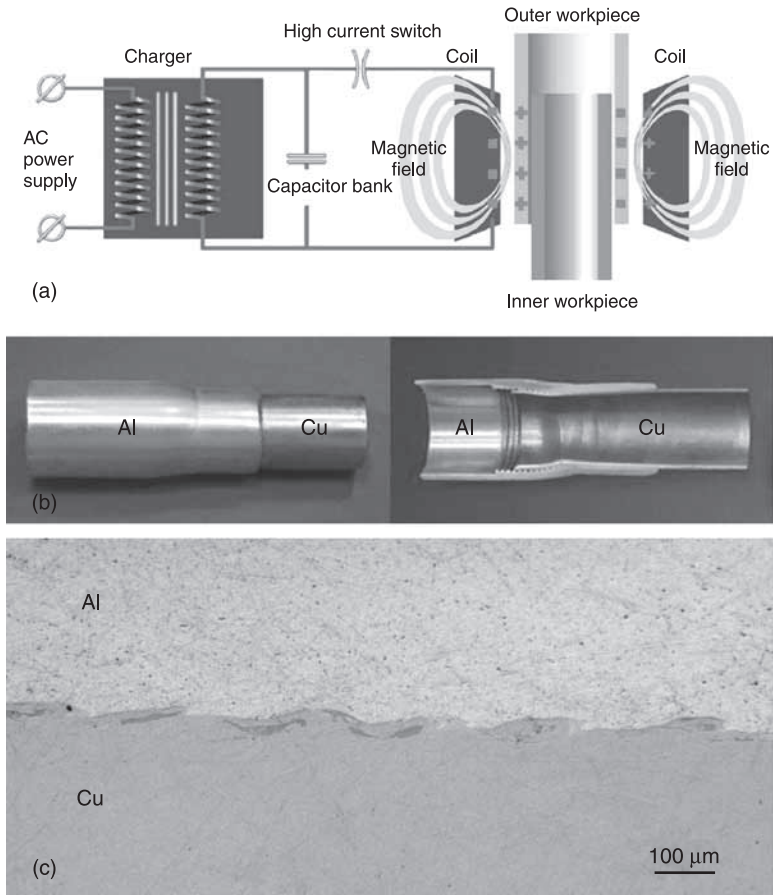 Outer workpiece
High current switch
Charger
Coil
Coil
AC
power
supply
Magnetic
field
Magnetic
field
Capacitor bank
(a)
Inner workpiece
Al
Cu
Al
Cu
(b)
Al
Cu
100 μm
(c)